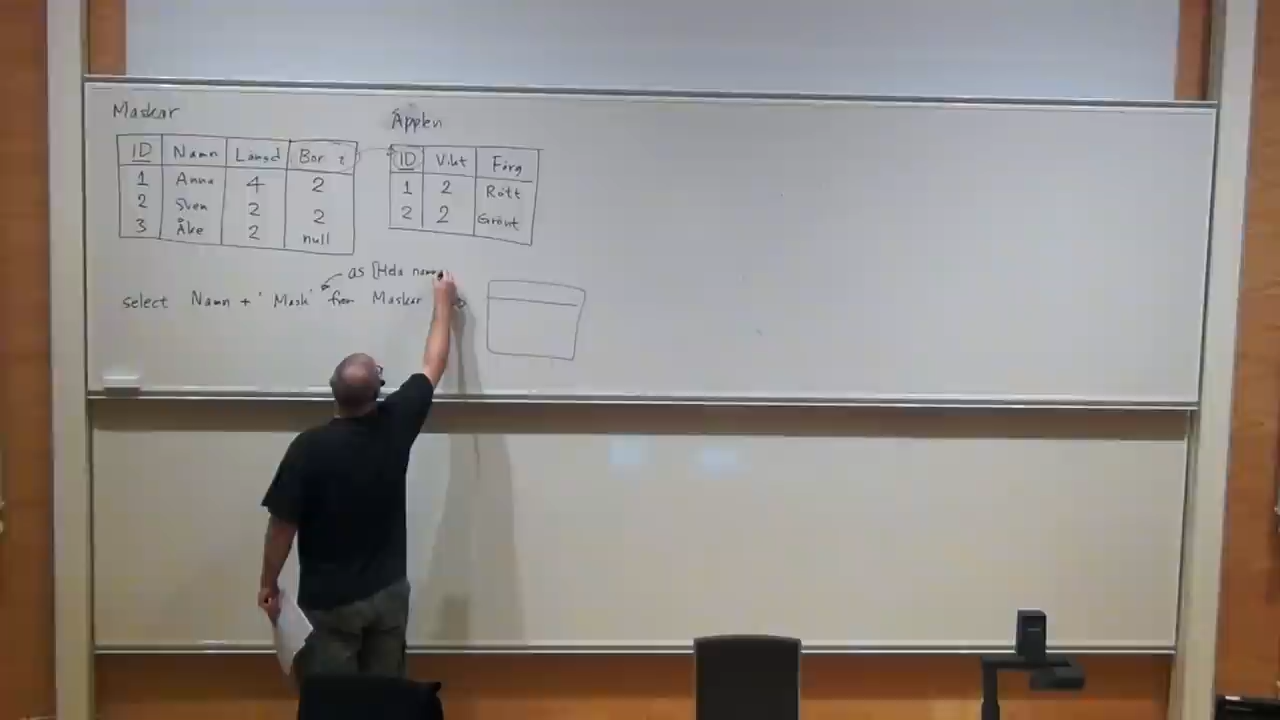 Maskar
ID Namn Längd Bor i
1 Anna 4 2
2 Sven 2 2
3 Åke 2 null
Äpplen
ID Vikt Färg
1 2 Rött
2 2 Grönt
as [Hela namn
select Namn + ' Mask' from Maskar